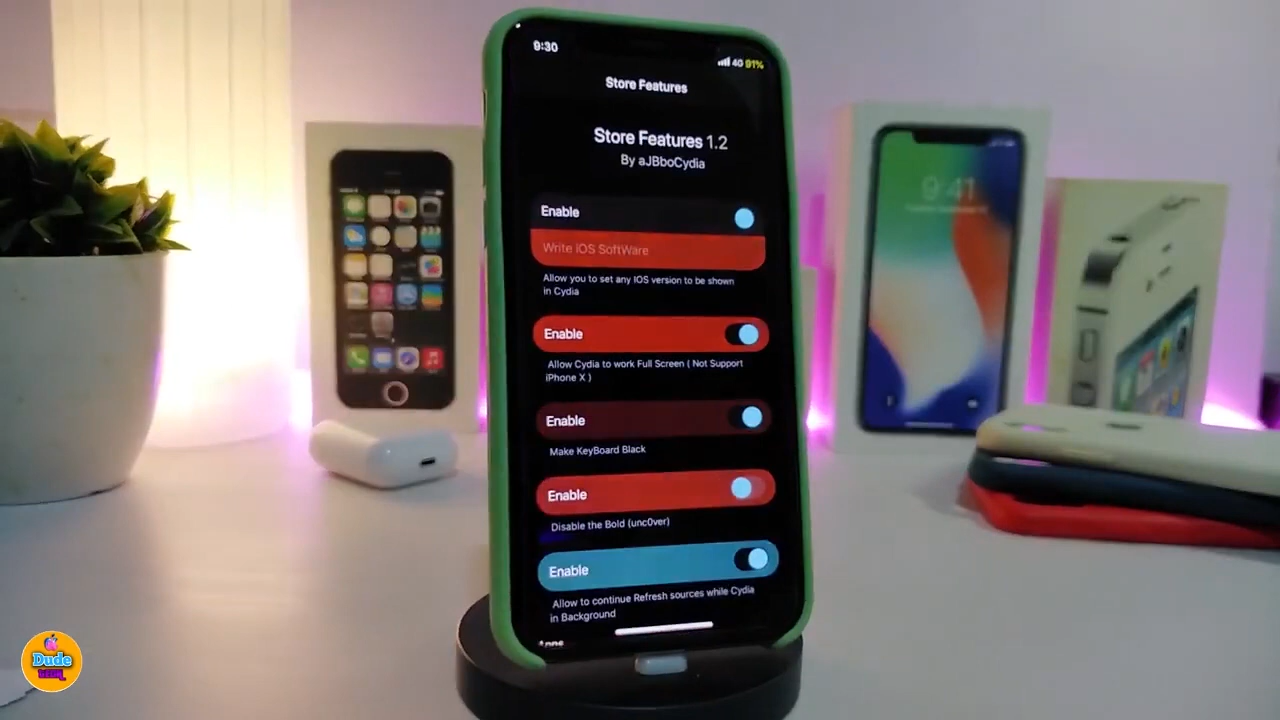 9:30
4G 91%
Store Features
Store Features 1.2
By aJBboCydia
Enable
Write iOS SoftWare
Allow you to set any IOS version to be shown
in Cydia
Enable
Allow Cydia to work Full Screen ( Not Support
iPhone X )
Enable
Make KeyBoard Black
Enable
Disable the Bold (unc0ver)
Enable
Allow to continue Refresh sources while Cydia
in Background
9:41
Dude